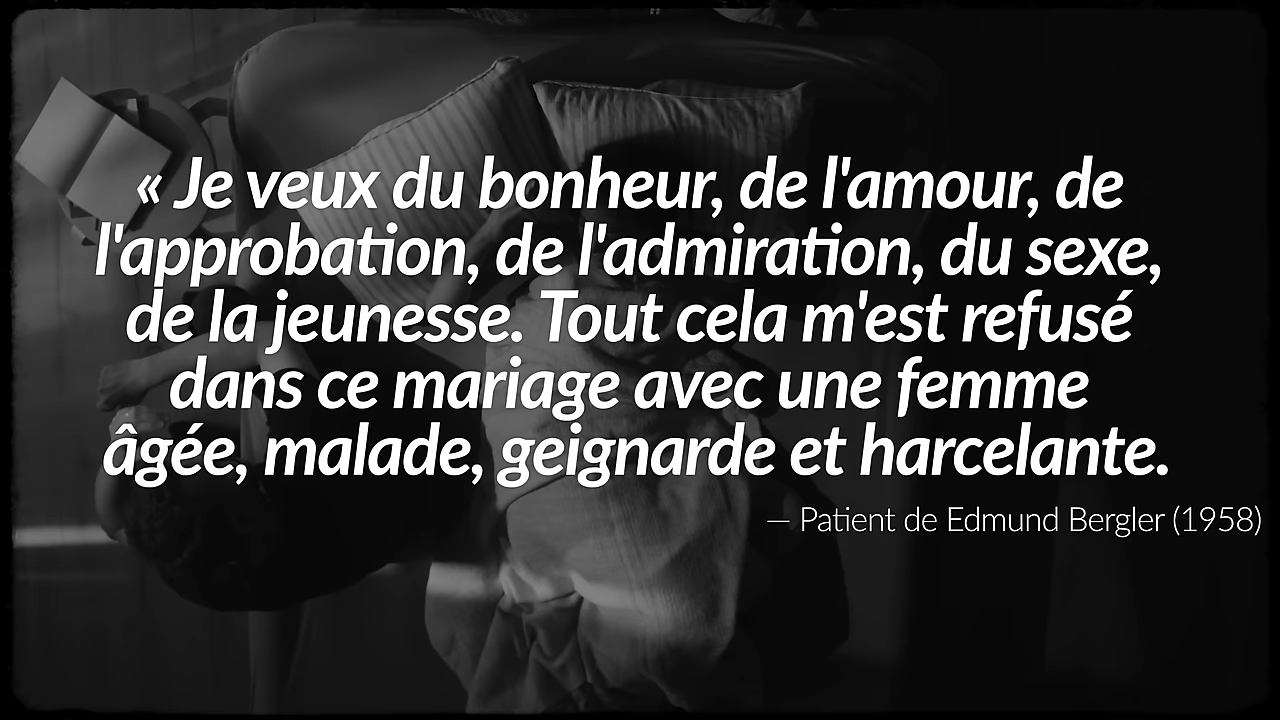 « Je veux du bonheur, de l'amour, de
l'approbation, de l'admiration, du sexe,
de la jeunesse. Tout cela m'est refusé
dans ce mariage avec une femme
âgée, malade, geignarde et harcelante.
— Patient de Edmund Bergler (1958)